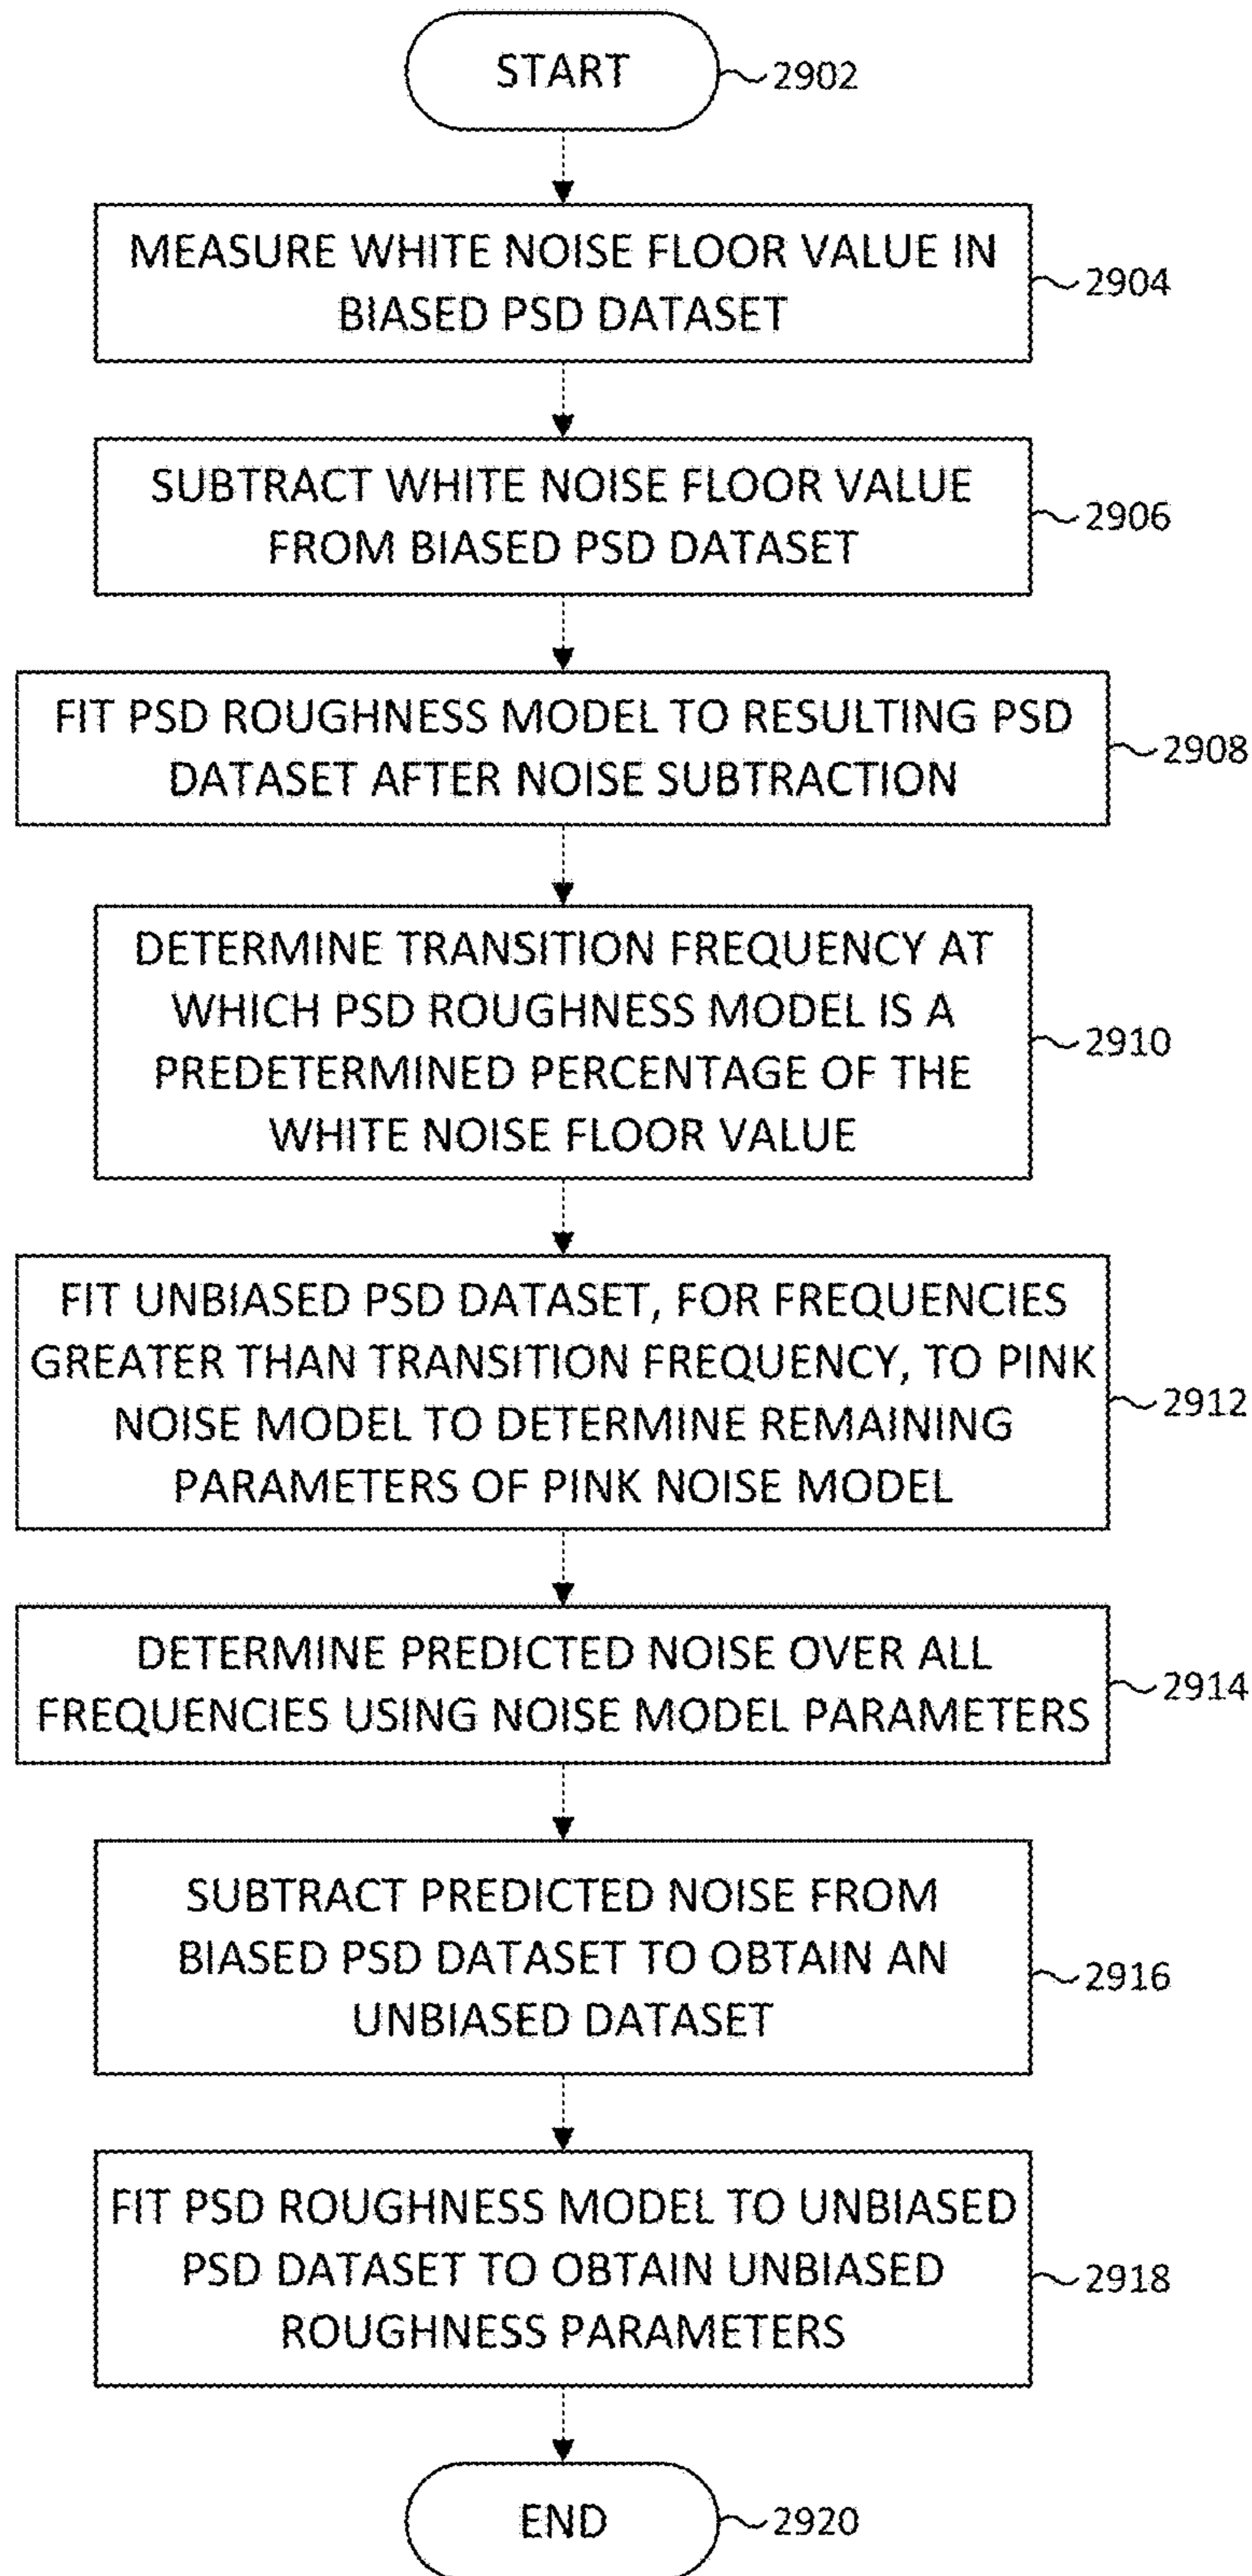 START
2902
MEASURE WHITE NOISE FLOOR VALUE IN
BIASED PSD DATASET
2904
SUBTRACT WHITE NOISE FLOOR VALUE
FROM BIASED PSD DATASET
2906
FIT PSD ROUGHNESS MODEL TO RESULTING PSD
DATASET AFTER NOISE SUBTRACTION
2908
DETERMINE TRANSITION FREQUENCY AT
WHICH PSD ROUGHNESS MODEL IS A
PREDETERMINED PERCENTAGE OF THE
WHITE NOISE FLOOR VALUE
2910
FIT UNBIASED PSD DATASET, FOR FREQUENCIES
GREATER THAN TRANSITION FREQUENCY, TO PINK
NOISE MODEL TO DETERMINE REMAINING
PARAMETERS OF PINK NOISE MODEL
2912
DETERMINE PREDICTED NOISE OVER ALL
FREQUENCIES USING NOISE MODEL PARAMETERS
2914
SUBTRACT PREDICTED NOISE FROM
BIASED PSD DATASET TO OBTAIN AN
UNBIASED DATASET
2916
FIT PSD ROUGHNESS MODEL TO UNBIASED
PSD DATASET TO OBTAIN UNBIASED
ROUGHNESS PARAMETERS
2918
END
2920